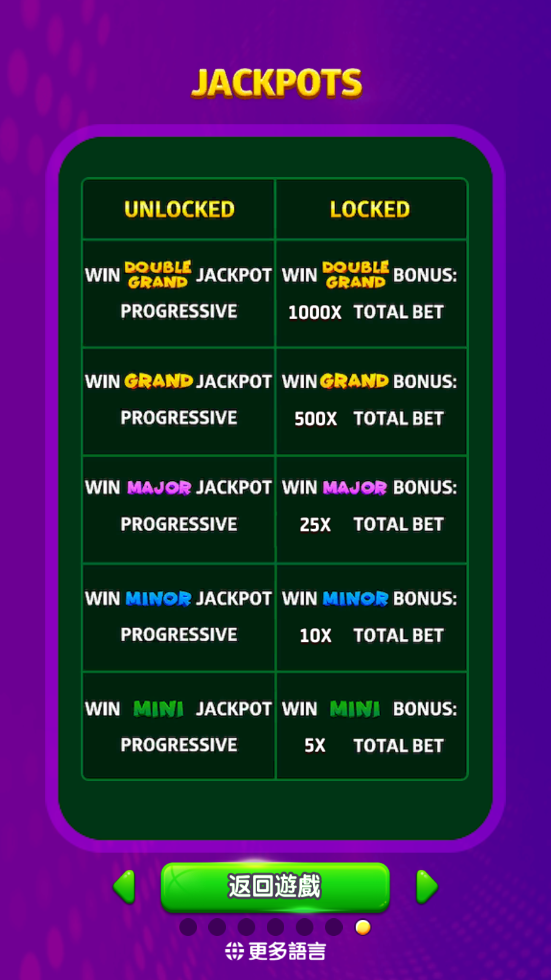 JACKPOTS
UNLOCKED LOCKED
WIN DOUBLE GRAND JACKPOT WIN DOUBLE GRAND BONUS:
PROGRESSIVE 1000X TOTAL BET
WIN GRAND JACKPOT WIN GRAND BONUS:
PROGRESSIVE 500X TOTAL BET
WIN MAJOR JACKPOT WIN MAJOR BONUS:
PROGRESSIVE 25X TOTAL BET
WIN MINOR JACKPOT WIN MINOR BONUS:
PROGRESSIVE 10X TOTAL BET
WIN MINI JACKPOT WIN MINI BONUS:
PROGRESSIVE 5X TOTAL BET
返回遊戲
更多語言